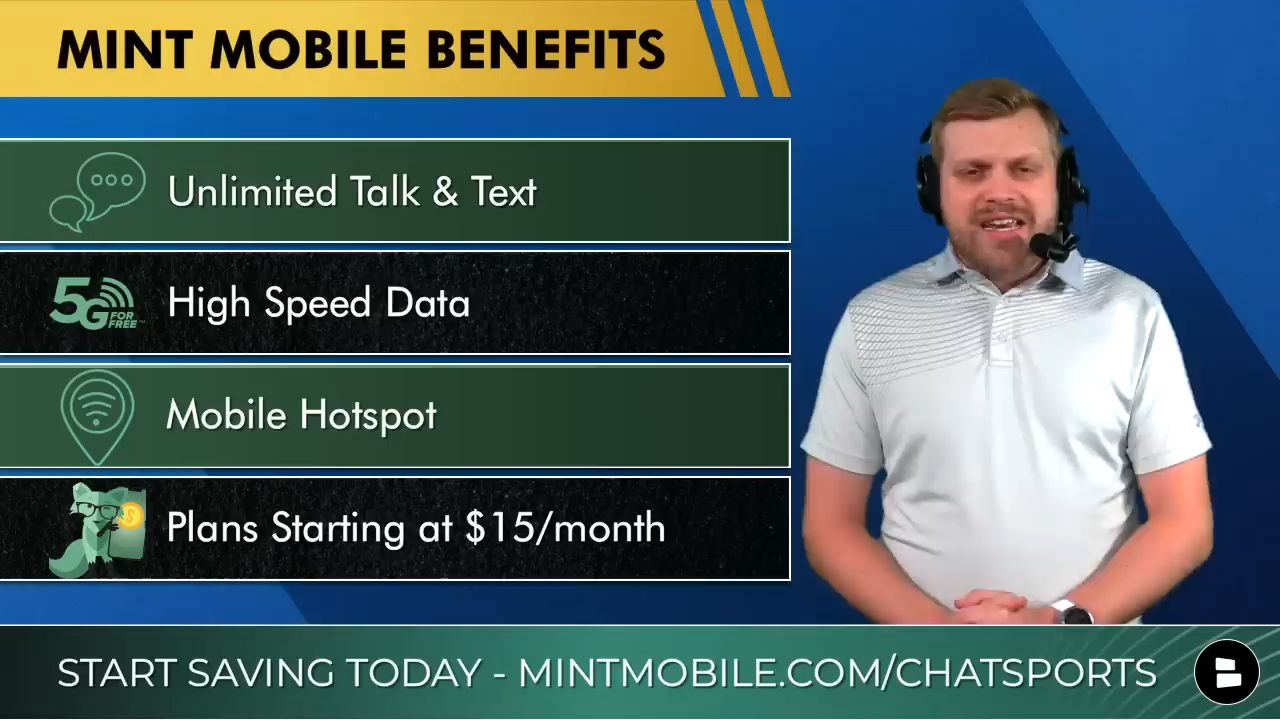 MINT MOBILE BENEFITS
Unlimited Talk & Text
5G FOR FREE™
High Speed Data
Mobile Hotspot
Plans Starting at $15/month
START SAVING TODAY - MINTMOBILE.COM/CHATSPORTS